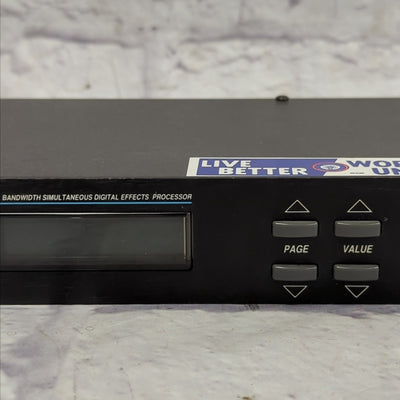 LIVE
BETTER
BANDWIDTH SIMULTANEOUS DIGITAL EFFECTS PROCESSOR
PAGE VALUE